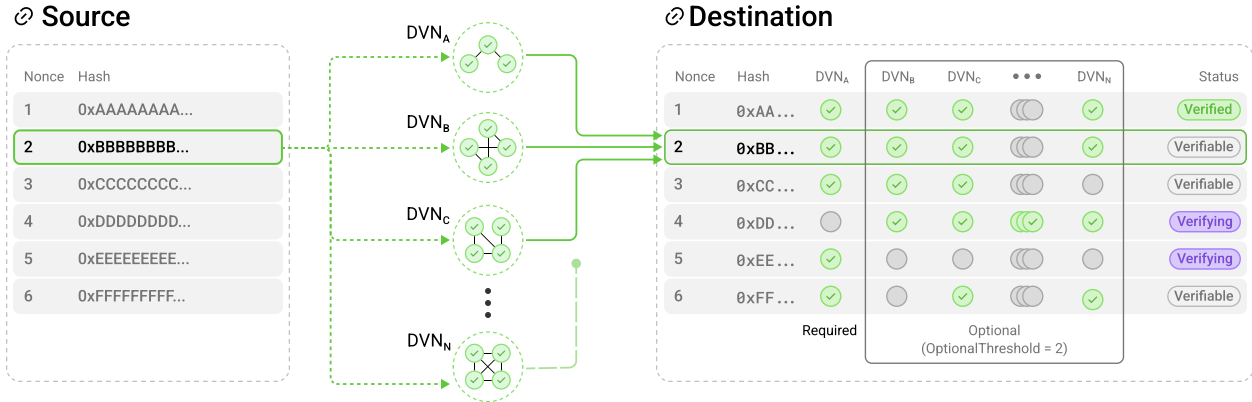 Source
Nonce Hash
1 0xAAAAAAAA...
2 0xBBBBBBBB...
3 0xCCCCCCCC...
4 0xDDDDDDDD...
5 0xEEEEEEEEE...
6 0xFFFFFFFFF...
DVNA
DVNB
DVNC
DVNN
Destination
Nonce Hash DVNA DVNB DVNC ••• DVNN Status
1 0xAA... Verified
2 0xBB... Verifiable
3 0xCC... Verifiable
4 0xDD... Verifying
5 0xEE... Verifying
6 0xFF... Verifiable
Required
Optional
(OptionalThreshold = 2)